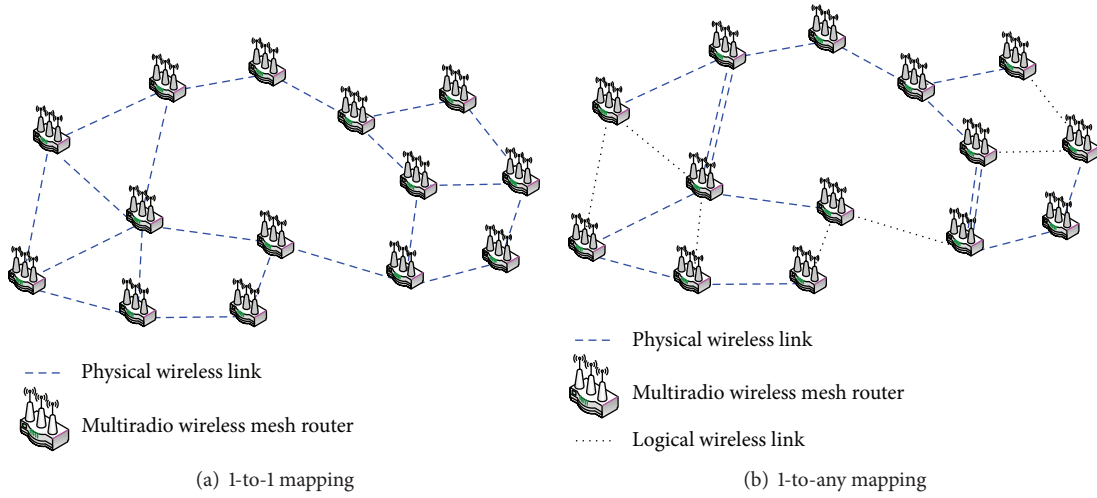 Physical wireless link
Multiradio wireless mesh router
(a) 1-to-1 mapping
Physical wireless link
Multiradio wireless mesh router
Logical wireless link
(b) 1-to-any mapping